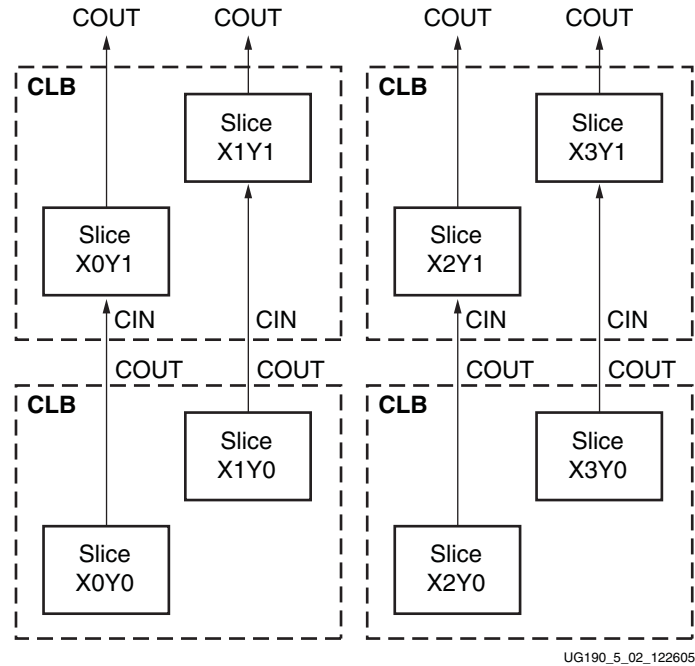 COUT COUT COUT COUT
CLB CLB
Slice Slice
X1Y1 X3Y1
Slice Slice
X0Y1 X2Y1
CIN CIN CIN CIN
COUT COUT COUT COUT
CLB CLB
Slice Slice
X1Y0 X3Y0
Slice Slice
X0Y0 X2Y0
UG190_5_02_122605